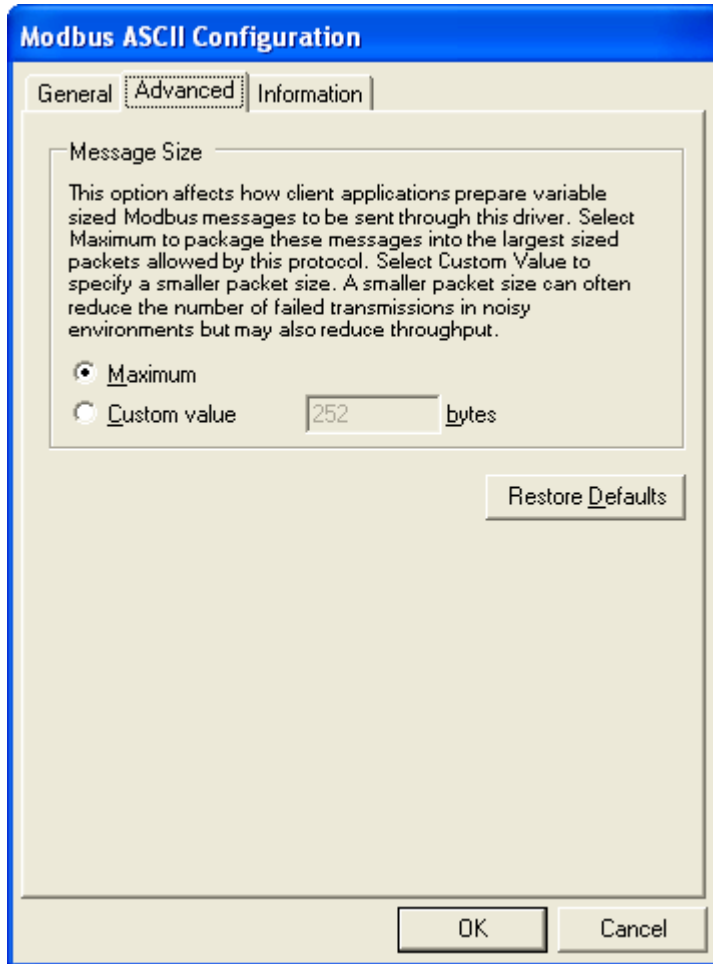 Modbus ASCII Configuration
General Advanced Information
Message Size
This option affects how client applications prepare variable
sized Modbus messages to be sent through this driver. Select
Maximum to package these messages into the largest sized
packets allowed by this protocol. Select Custom Value to
specify a smaller packet size. A smaller packet size can often
reduce the number of failed transmissions in noisy
environments but may also reduce throughput.
Maximum
Custom value 252 bytes
Restore Defaults
OK Cancel